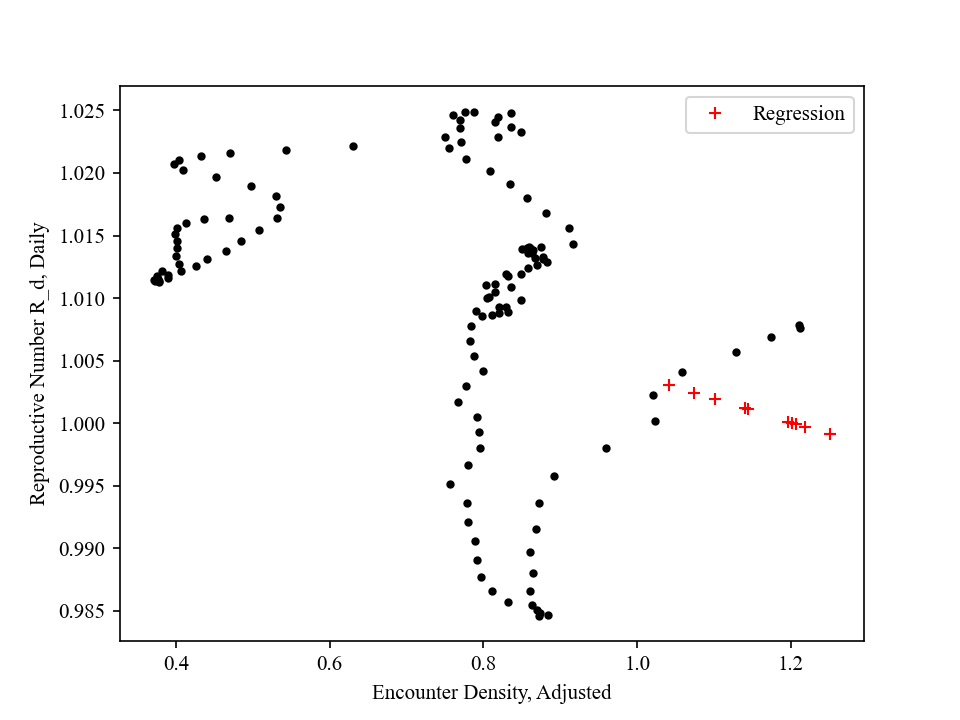 1.025
1.020
1.015
1.010
1.005
1.000
0.995
0.990
0.985
Reproductive Number R_d, Daily
Regression
0.4 0.6 0.8 1.0 1.2
Encounter Density, Adjusted